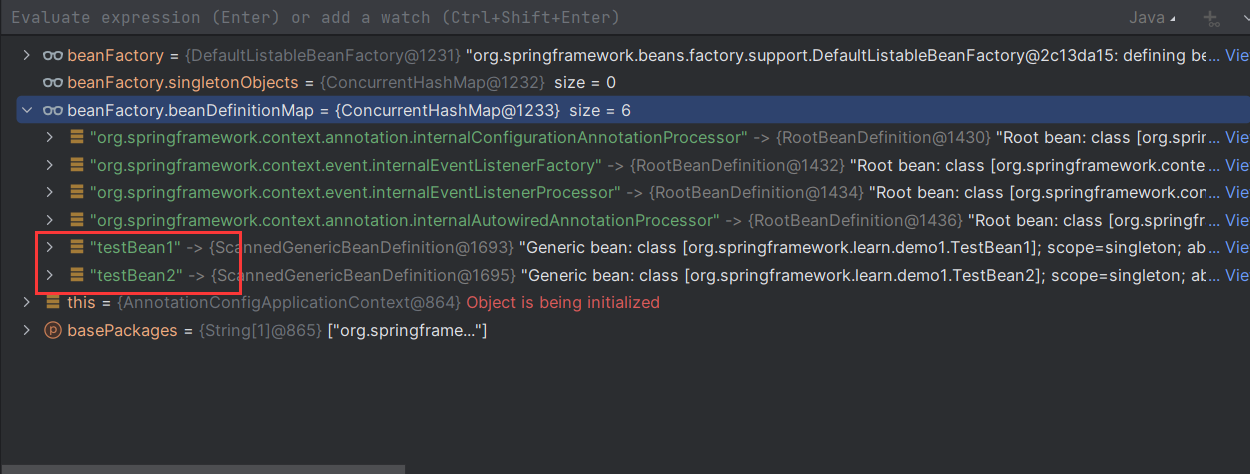 Evaluate expression (Enter) or add a watch (Ctrl+Shift+Enter) Java
beanFactory = {DefaultListableBeanFactory@1231} "org.springframework.beans.factory.support.DefaultListableBeanFactory@2c13da15: defining be... Vie
beanFactory.singletonObjects = {ConcurrentHashMap@1232} size = 0
beanFactory.beanDefinitionMap = {ConcurrentHashMap@1233} size = 6
"org.springframework.context.annotation.internalConfigurationAnnotationProcessor" -> {RootBeanDefinition@1430} "Root bean: class [org.sprin... Vie
"org.springframework.context.event.internalEventListenerFactory" -> {RootBeanDefinition@1432} "Root bean: class [org.springframework.conte... Vie
"org.springframework.context.event.internalEventListenerProcessor" -> {RootBeanDefinition@1434} "Root bean: class [org.springframework.con... Vie
"org.springframework.context.annotation.internalAutowiredAnnotationProcessor" -> {RootBeanDefinition@1436} "Root bean: class [org.springfr... Vie
"testBean1" -> {ScannedGenericBeanDefinition@1693} "Generic bean: class [org.springframework.learn.demo1.TestBean1]; scope=singleton; ab... Vie
"testBean2" -> {ScannedGenericBeanDefinition@1695} "Generic bean: class [org.springframework.learn.demo1.TestBean2]; scope=singleton; ab... Vie
this = {AnnotationConfigApplicationContext@864} Object is being initialized
basePackages = {String[1]@865} ["org.springframe..."]